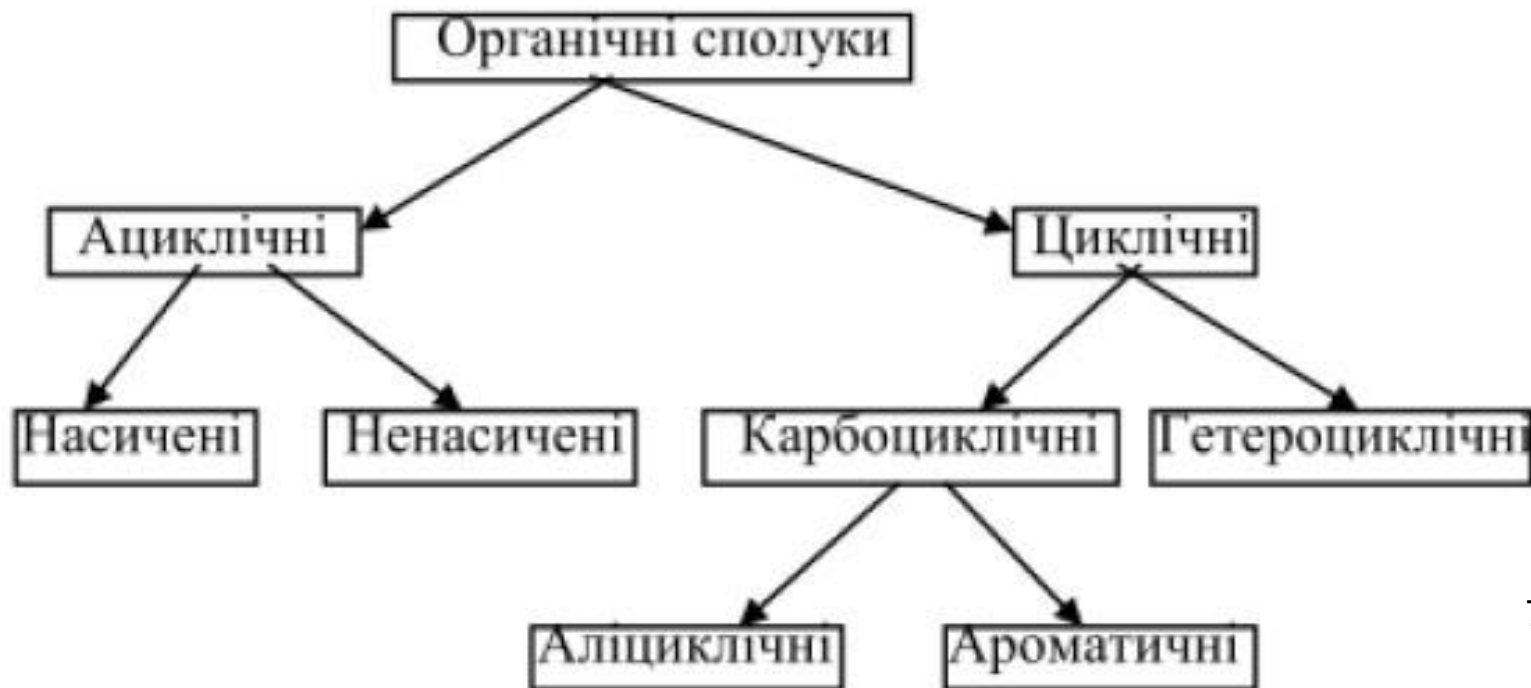 Органічні сполуки
Ациклічні
Циклічні
Насичені
Ненасичені
Карбоциклічні
Гетероциклічні
Аліциклічні
Ароматичні